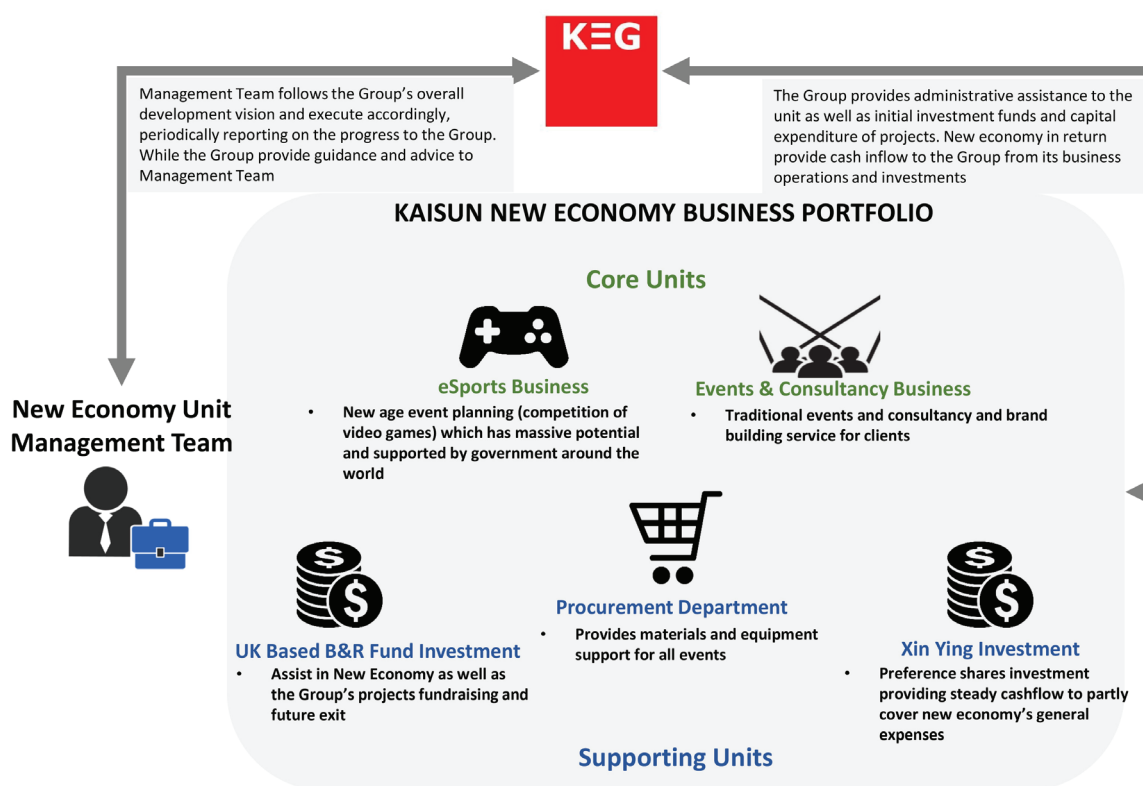 KEG
Management Team follows the Group's overall
development vision and execute accordingly,
periodically reporting on the progress to the Group.
While the Group provide guidance and advice to
Management Team
The Group provides administrative assistance to the
unit as well as initial investment funds and capital
expenditure of projects. New economy in return
provide cash inflow to the Group from its business
operations and investments
KAISUN NEW ECONOMY BUSINESS PORTFOLIO
Core Units
eSports Business
• New age event planning (competition of
video games) which has massive potential
and supported by government around the
world
Events & Consultancy Business
• Traditional events and consultancy and brand
building service for clients
New Economy Unit
Management Team
UK Based B&R Fund Investment
• Assist in New Economy as well as
the Group's projects fundraising and
future exit
Procurement Department
• Provides materials and equipment
support for all events
Xin Ying Investment
• Preference shares investment
providing steady cashflow to partly
cover new economy's general
expenses
Supporting Units